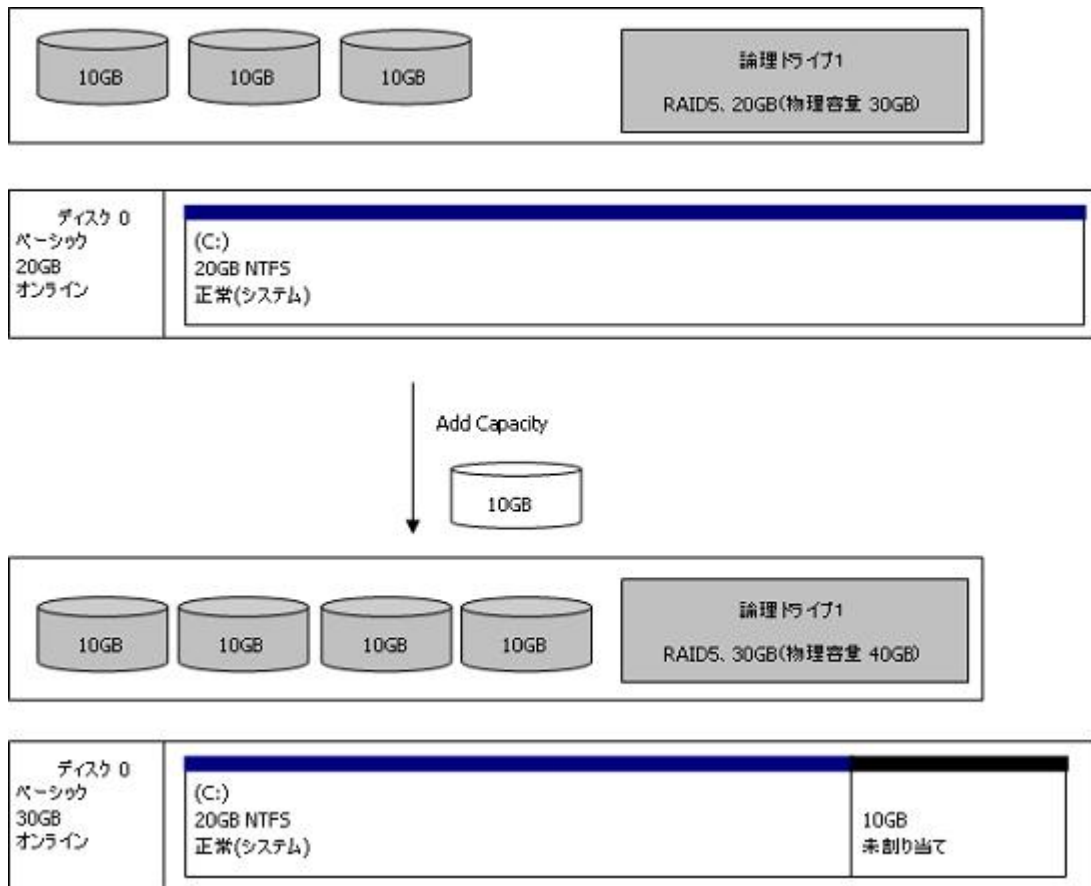 10GB
10GB
10GB
論理ドライブ1
RAID5、20GB(物理容量 30GB)
ディスク 0
ベーシック
20GB
オンライン
(C:)
20GB NTFS
正常(システム)
Add Capacity
10GB
10GB
10GB
10GB
10GB
論理ドライブ1
RAID5、30GB(物理容量 40GB)
ディスク 0
ベーシック
30GB
オンライン
(C:)
20GB NTFS
正常(システム)
10GB
未割り当て